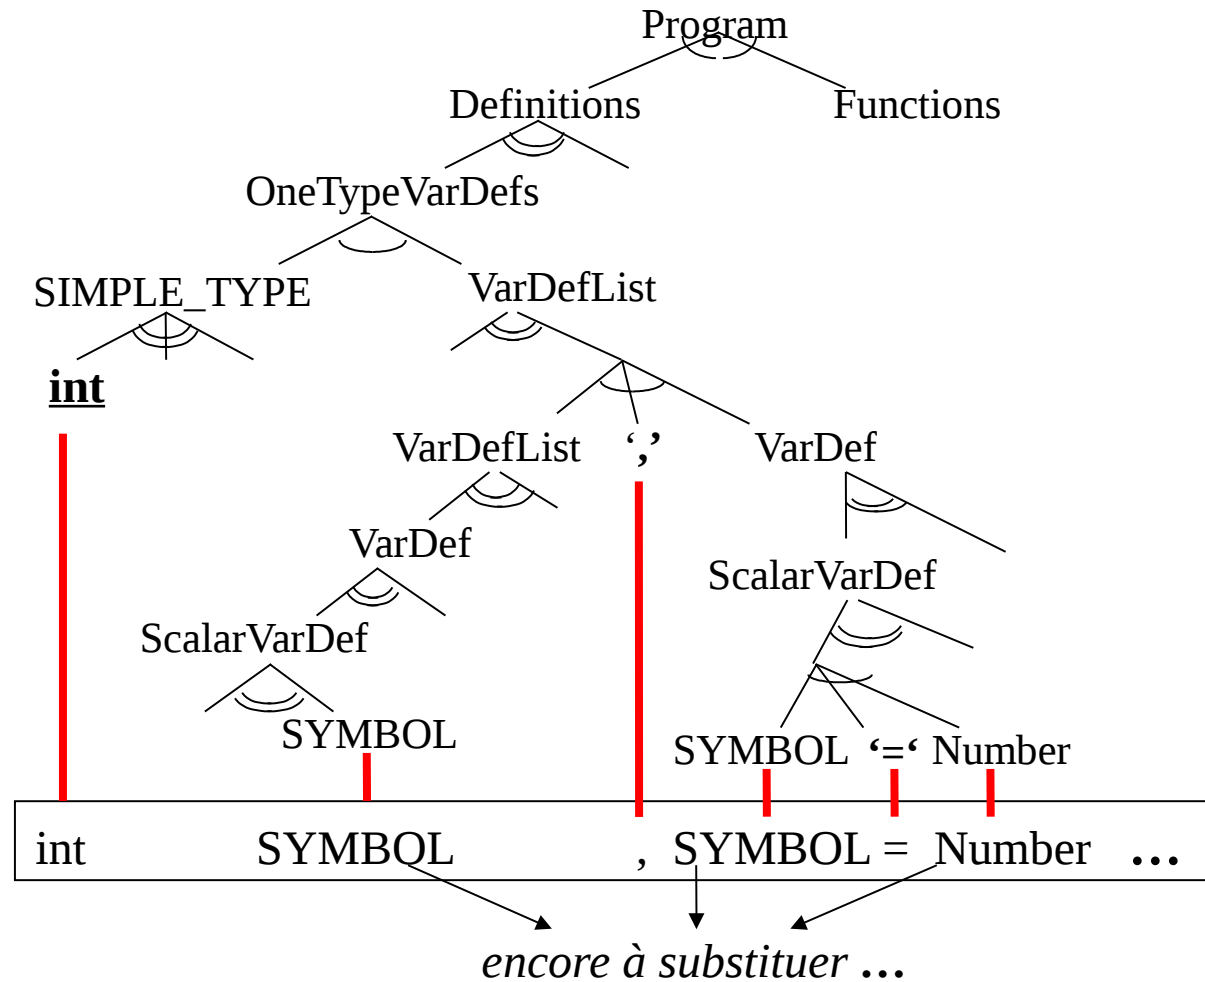 Program
Definitions Functions
OneTypeVarDefs
SIMPLE_TYPE VarDefList
int
VarDefList ‘,’ VarDef
VarDef
ScalarVarDef
ScalarVarDef
SYMBOL
SYMBOL ‘=‘ Number
int SYMBOL , SYMBOL = Number …
encore à substituer …